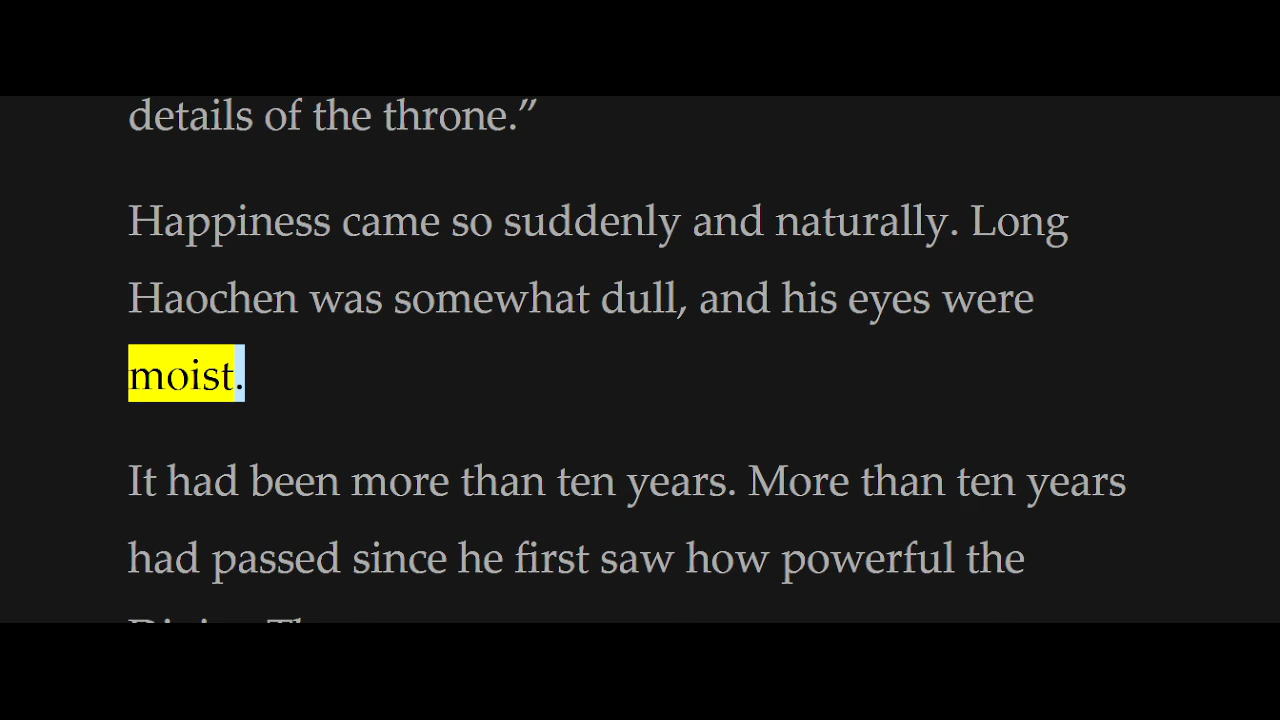 details of the throne.”
Happiness came so suddenly and naturally. Long
Haochen was somewhat dull, and his eyes were
moist.
It had been more than ten years. More than ten years
had passed since he first saw how powerful the